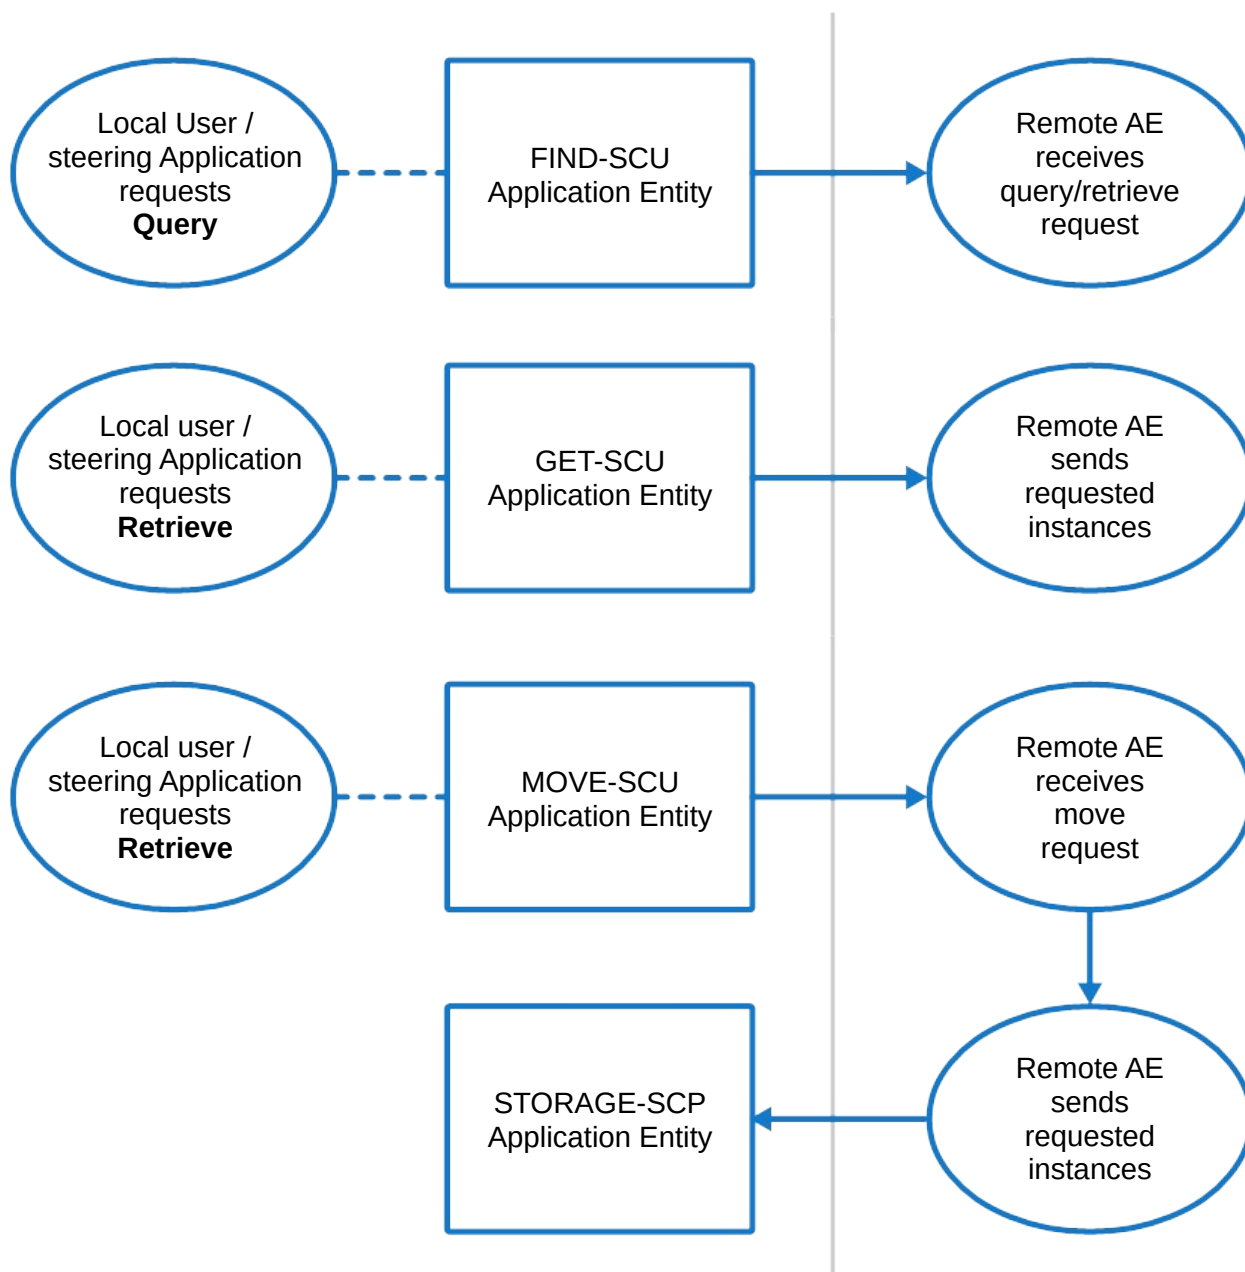 Local User /
steering Application
requests
Query
FIND-SCU
Application Entity
Remote AE
receives
query/retrieve
request
Local user /
steering Application
requests
Retrieve
GET-SCU
Application Entity
Remote AE
sends
requested
instances
Local user /
steering Application
requests
Retrieve
MOVE-SCU
Application Entity
Remote AE
receives
move
request
STORAGE-SCP
Application Entity
Remote AE
sends
requested
instances